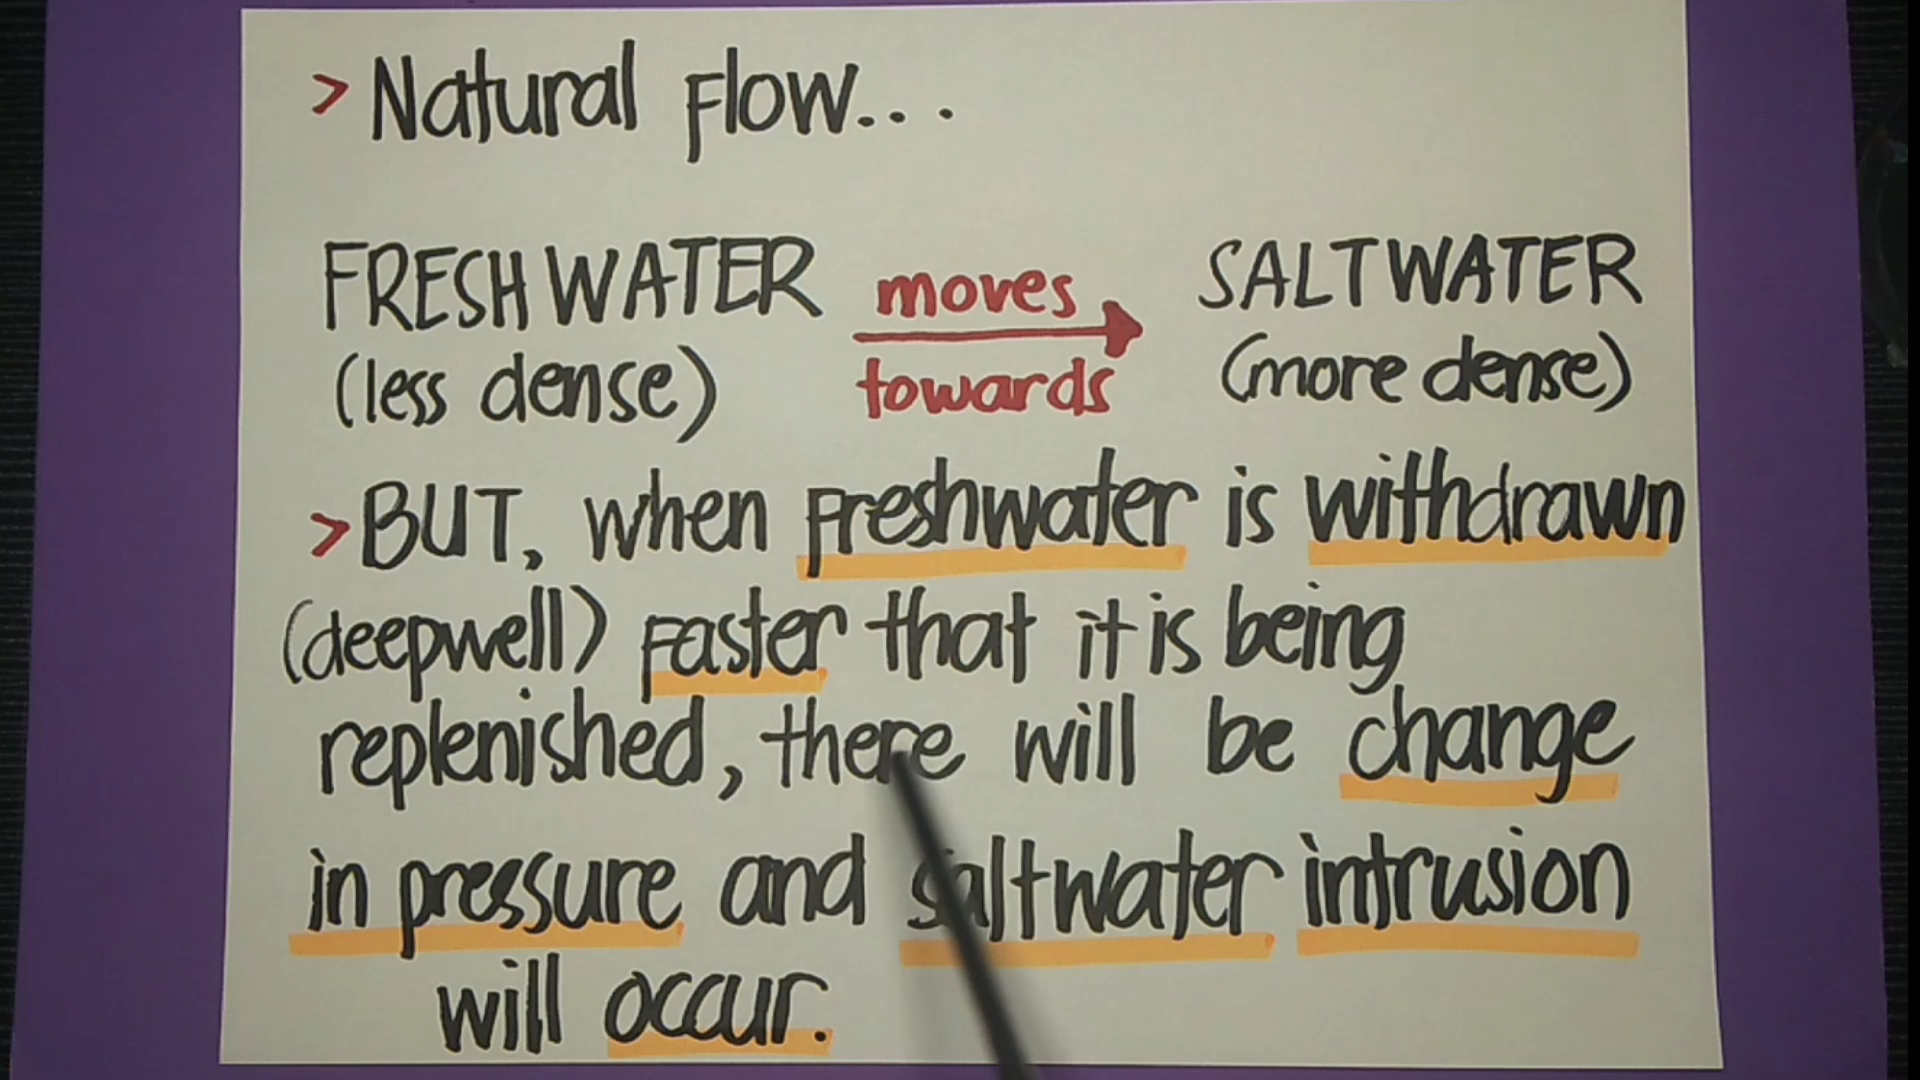 > Natural Flow...
FRESHWATER moves towards SALTWATER
(less dense) (more dense)
> BUT, when Freshwater is withdrawn
(deepwell) Faster that it is being
replenished, there will be change
in pressure and saltwater intrusion
will occur.